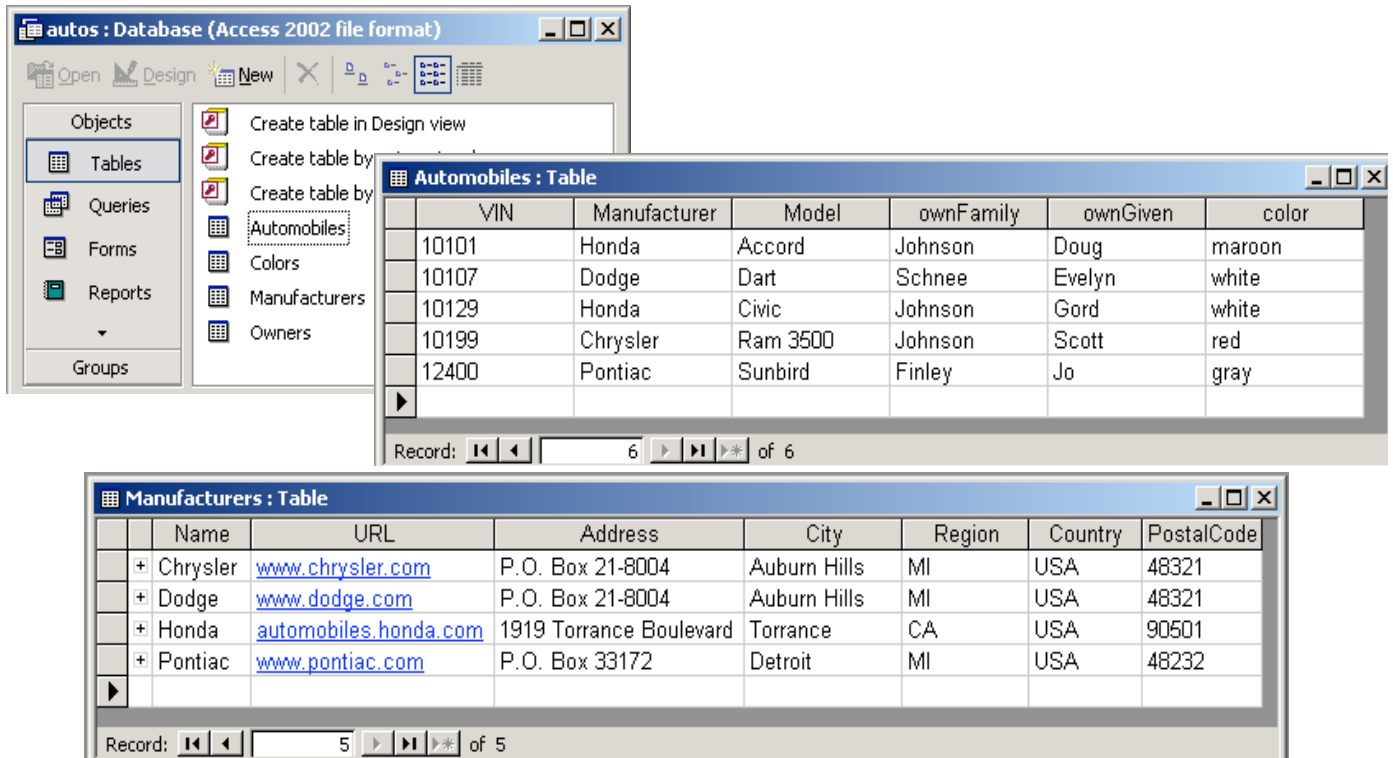 autos : Database (Access 2002 file format)
Open Design New
Objects
Tables
Queries
Forms
Reports
Groups
Create table in Design view
Create table by
Create table by
Automobiles
Colors
Manufacturers
Owners
Automobiles : Table
VIN Manufacturer Model ownFamily ownGiven color
10101 Honda Accord Johnson Doug maroon
10107 Dodge Dart Schnee Evelyn white
10129 Honda Civic Johnson Gord white
10199 Chrysler Ram 3500 Johnson Scott red
12400 Pontiac Sunbird Finley Jo gray
Record: 6 of 6
Manufacturers : Table
Name URL Address City Region Country PostalCode
Chrysler www.chrysler.com P.O. Box 21-8004 Auburn Hills MI USA 48321
Dodge www.dodge.com P.O. Box 21-8004 Auburn Hills MI USA 48321
Honda automobiles.honda.com 1919 Torrance Boulevard Torrance CA USA 90501
Pontiac www.pontiac.com P.O. Box 33172 Detroit MI USA 48232
Record: 5 of 5